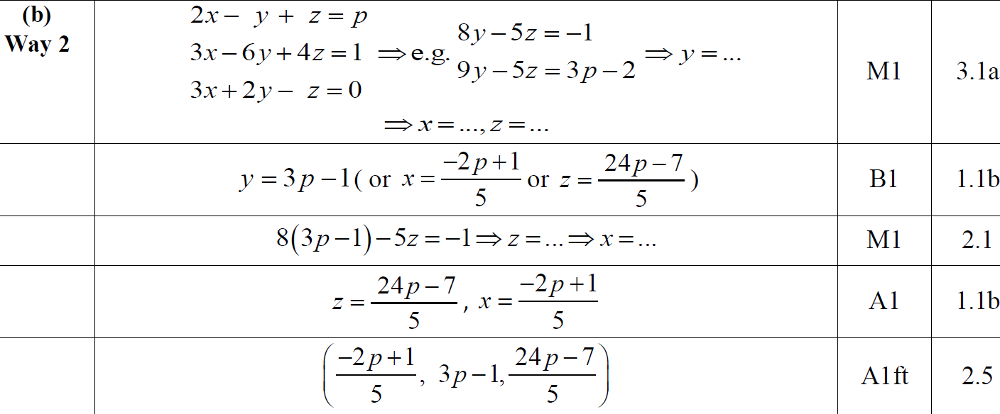 (b)
Way 2
2x − y + z = p
3x − 6y + 4z = 1 ⇒ e.g. 8y − 5z = −1
9y − 5z = 3p − 2 ⇒ y = ...
3x + 2y − z = 0
⇒ x = ..., z = ...
M1 3.1a
y = 3p − 1 ( or x = (−2p + 1)/5 or z = (24p − 7)/5 ) B1 1.1b
8(3p − 1) − 5z = −1 ⇒ z = ... ⇒ x = ... M1 2.1
z = (24p − 7)/5 , x = (−2p + 1)/5 A1 1.1b
((−2p + 1)/5, 3p − 1, (24p − 7)/5) A1ft 2.5